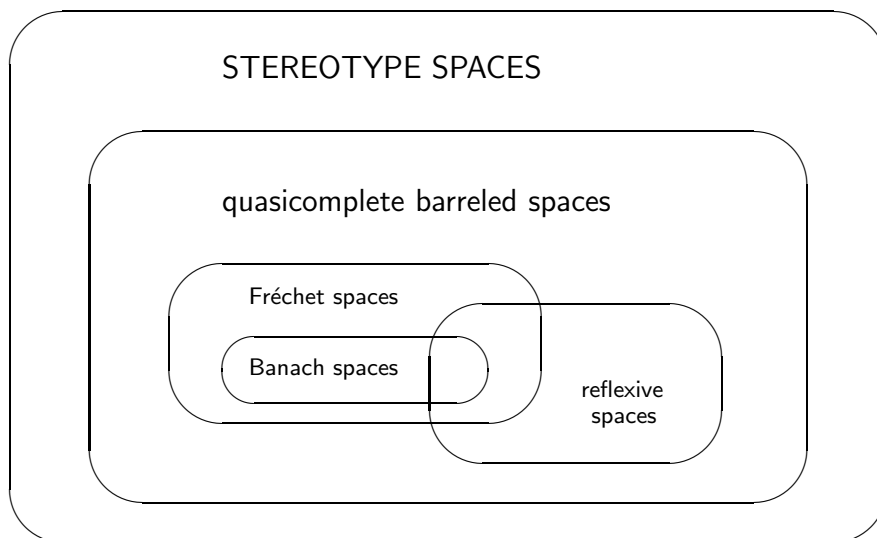 STEREOTYPE SPACES
quasicomplete barreled spaces
Fréchet spaces
Banach spaces
reflexive
spaces